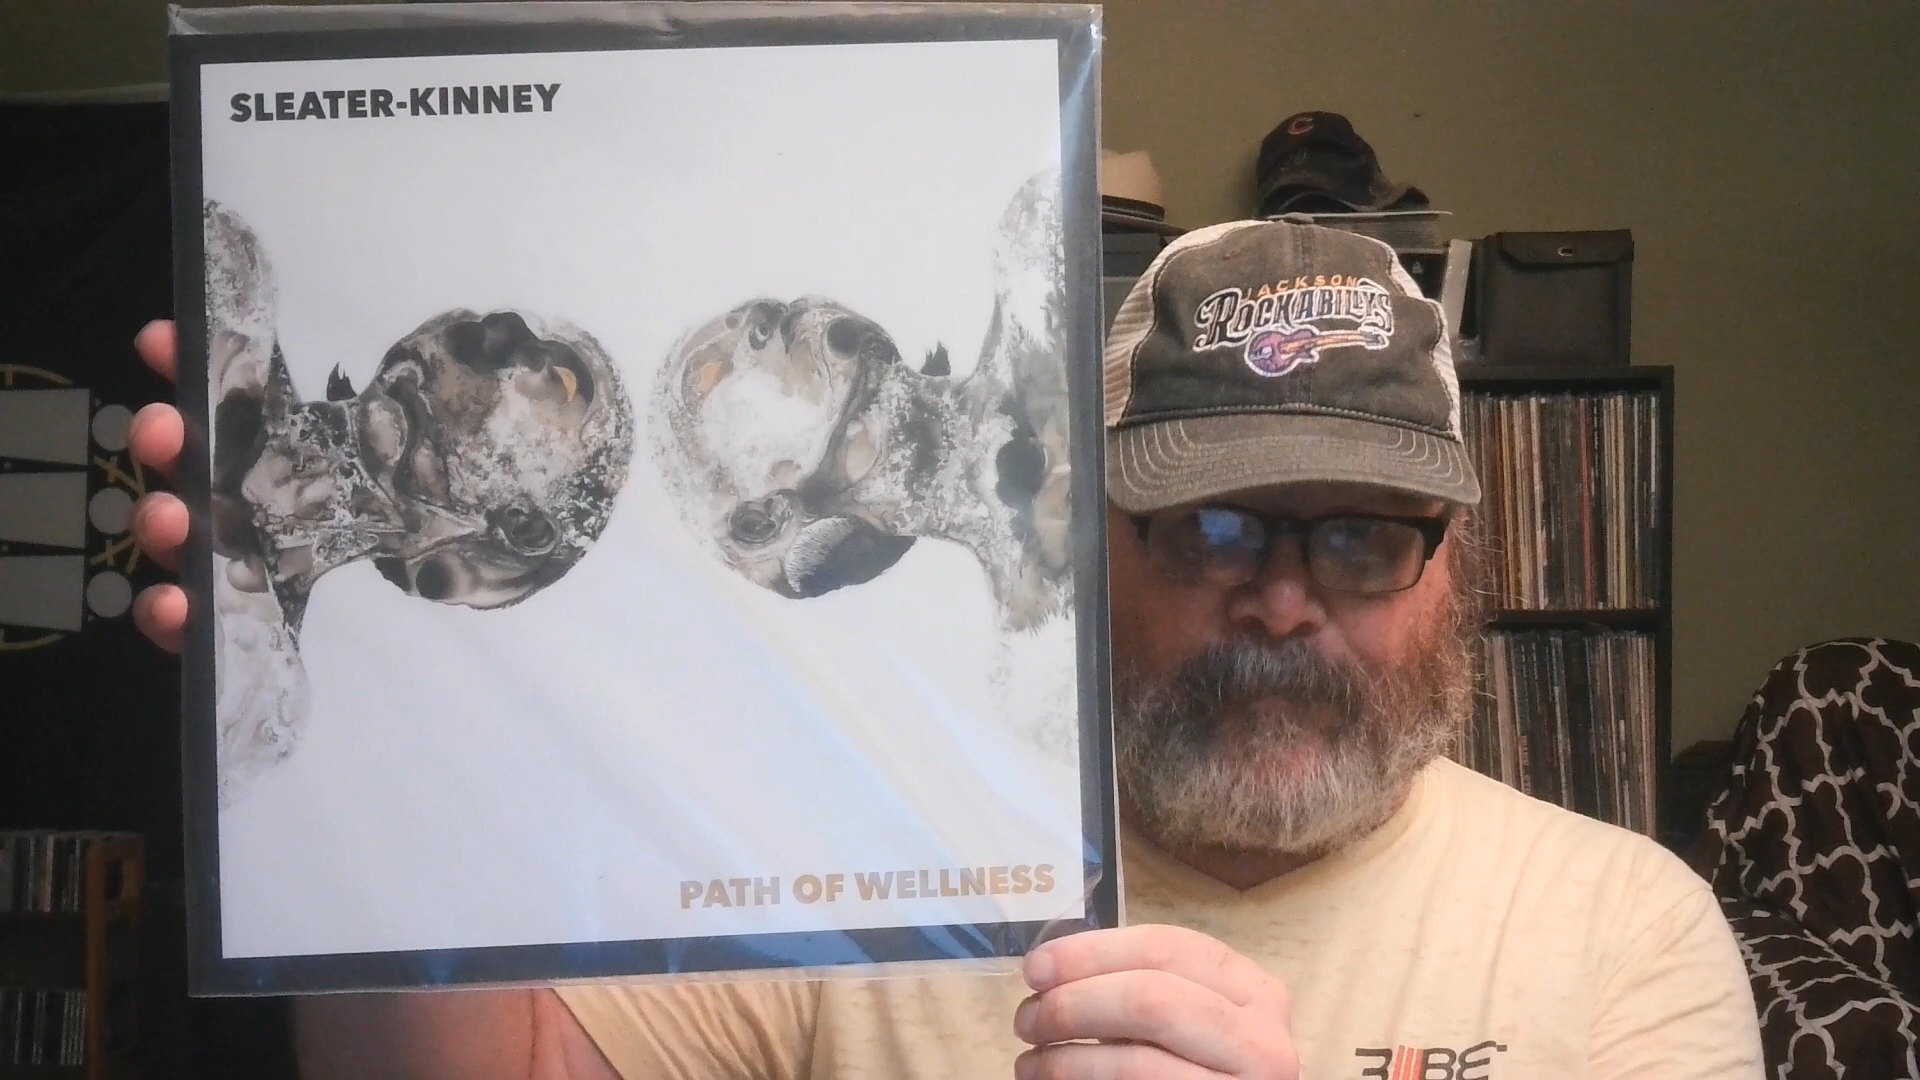 SLEATER-KINNEY
PATH OF WELLNESS
JACKSON
ROCKABILLYS
C